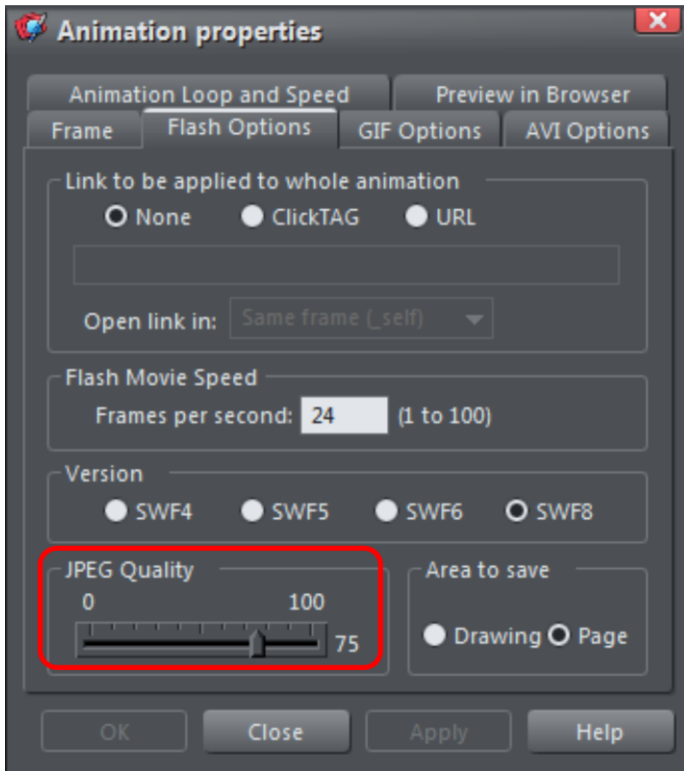 Animation properties
Animation Loop and Speed Preview in Browser
Frame Flash Options GIF Options AVI Options
Link to be applied to whole animation
None ClickTAG URL
Open link in: Same frame (_self)
Flash Movie Speed
Frames per second: 24 (1 to 100)
Version
SWF4 SWF5 SWF6 SWF8
JPEG Quality Area to save
0 100
75 Drawing Page
OK Close Apply Help